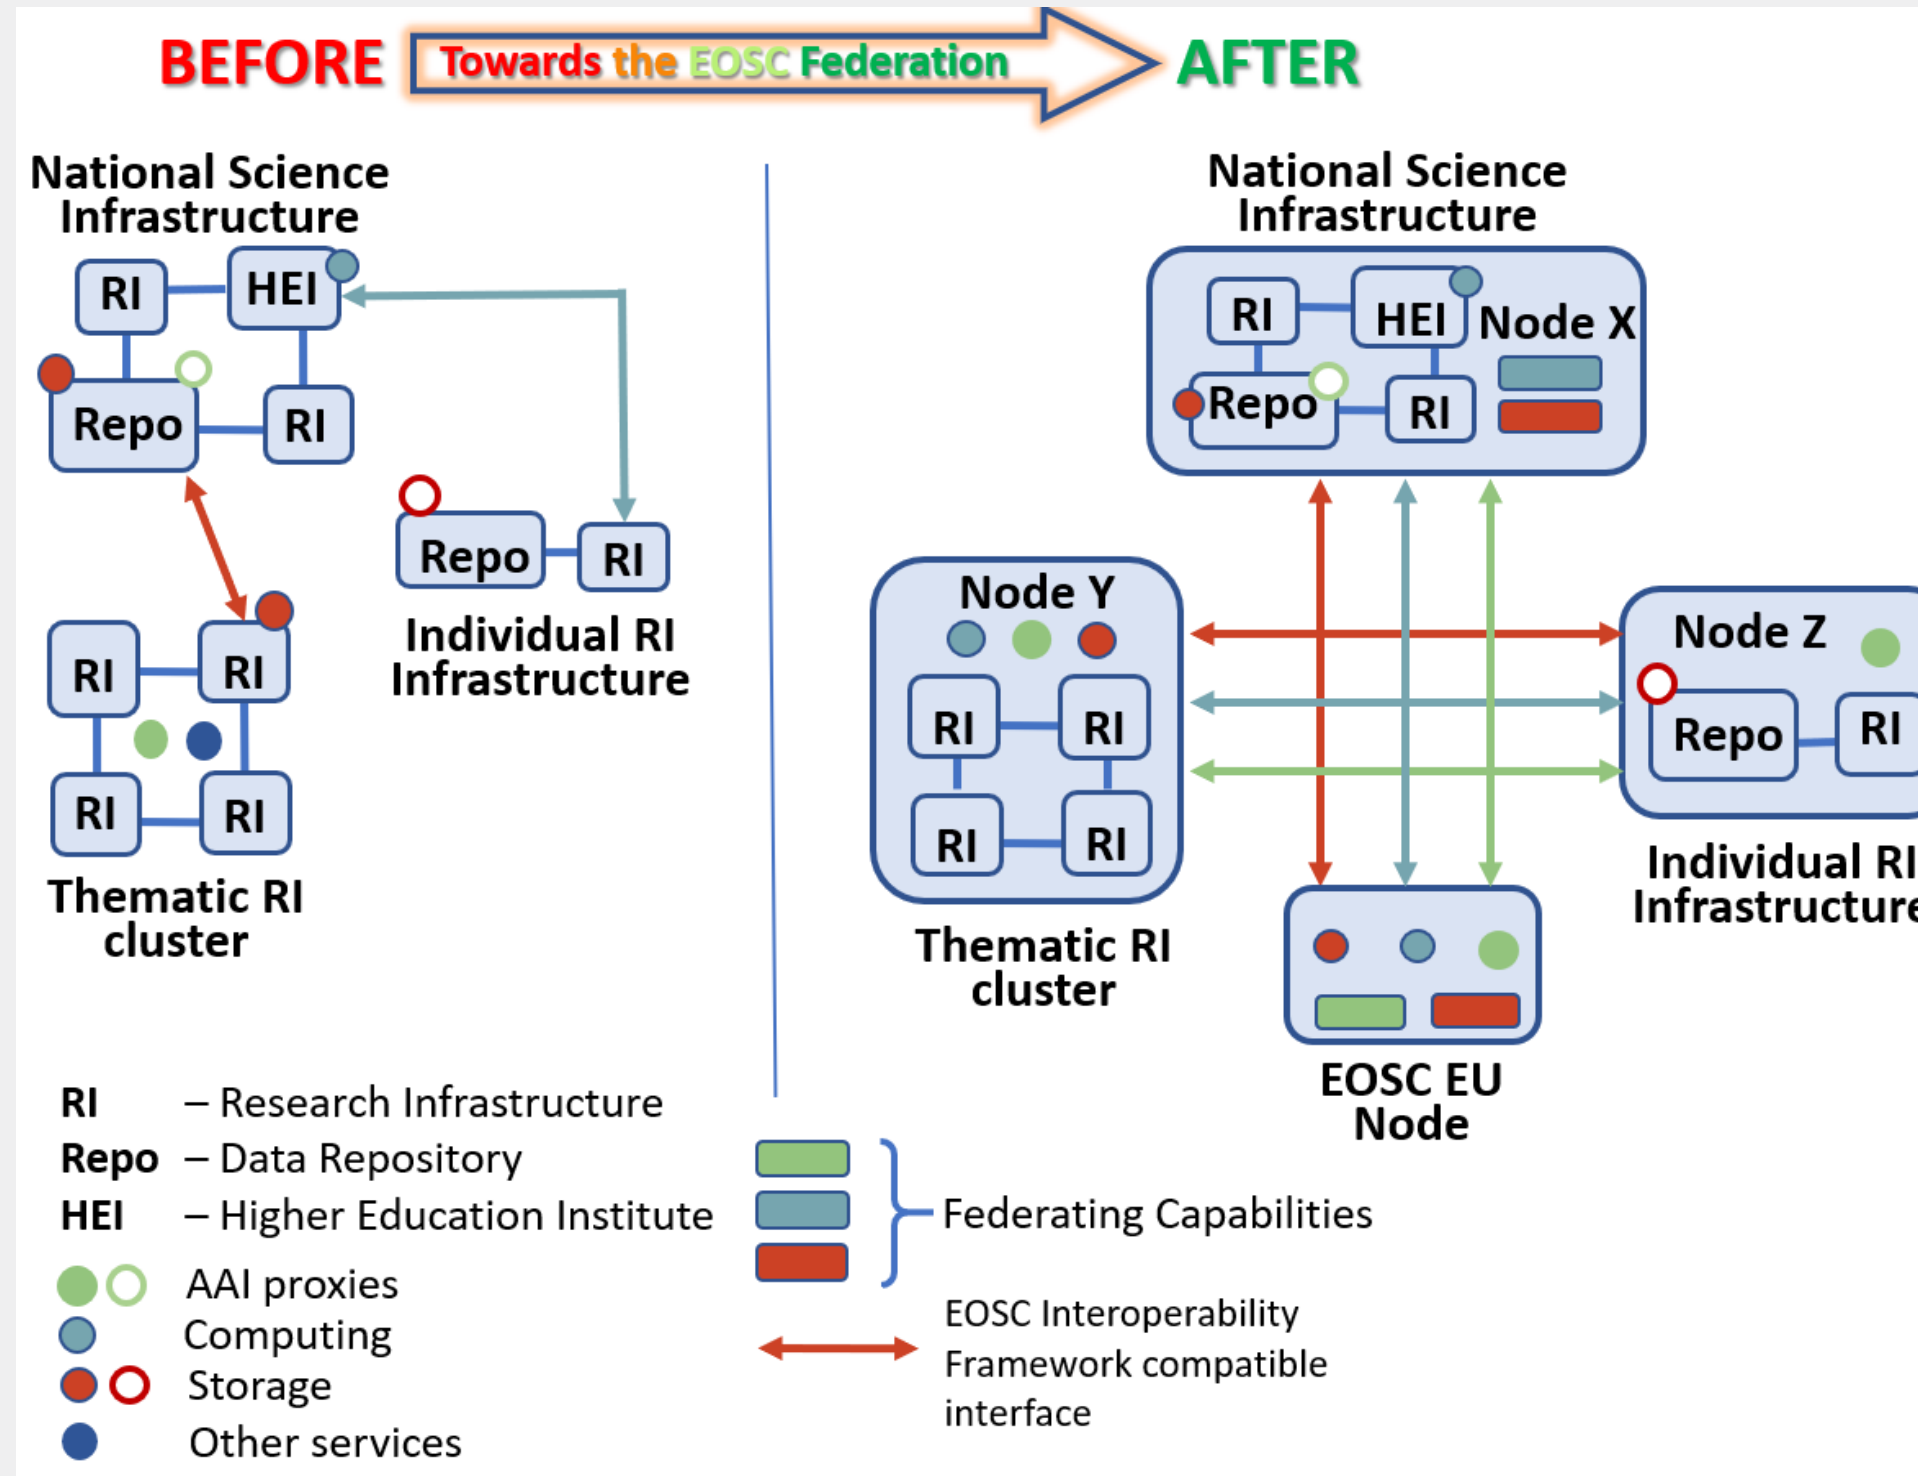 BEFORE
Towards the EOSC Federation
AFTER
National Science
Infrastructure
RI
HEI
Repo
RI
Repo
RI
Individual RI
Infrastructure
RI
RI
RI
RI
Thematic RI
cluster
National Science
Infrastructure
RI
HEI
Node X
Repo
RI
Node Y
RI
RI
RI
RI
Thematic RI
cluster
Node Z
Repo
RI
Individual RI
Infrastructure
EOSC EU
Node
RI – Research Infrastructure
Repo – Data Repository
HEI – Higher Education Institute
AAI proxies
Computing
Storage
Other services
Federating Capabilities
EOSC Interoperability
Framework compatible
interface